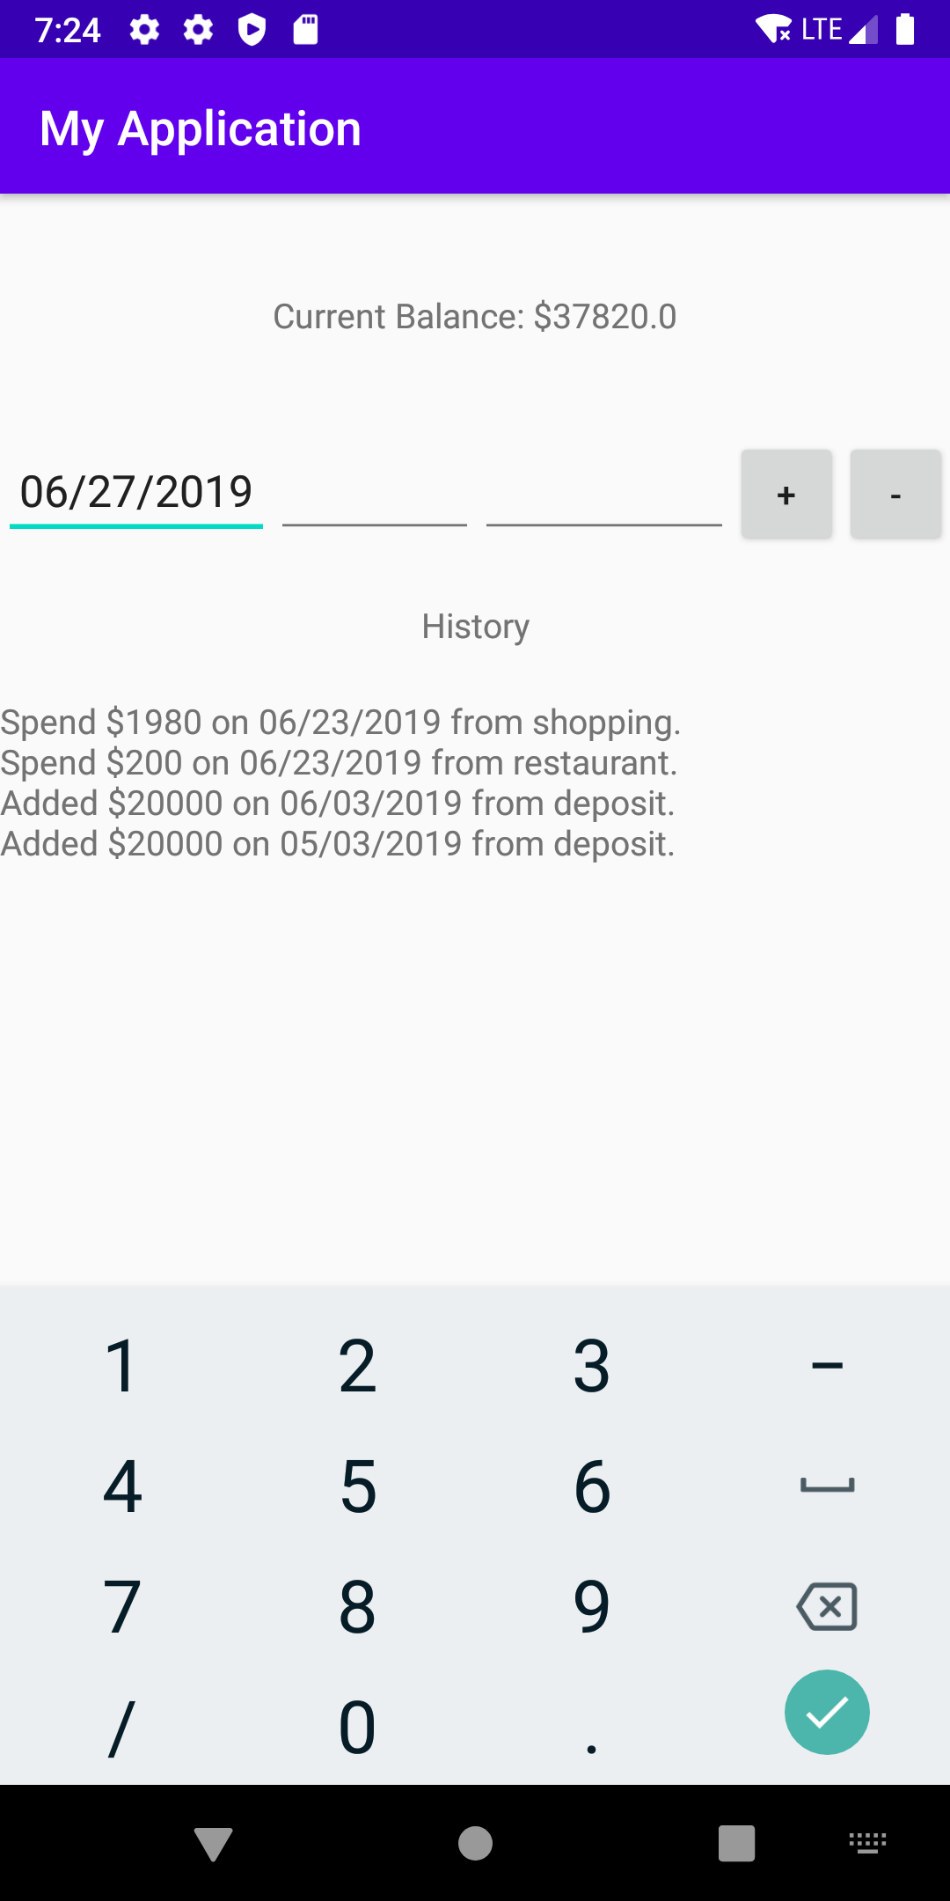 7:24 LTE
My Application
Current Balance: $37820.0
06/27/2019 + -
History
Spend $1980 on 06/23/2019 from shopping.
Spend $200 on 06/23/2019 from restaurant.
Added $20000 on 06/03/2019 from deposit.
Added $20000 on 05/03/2019 from deposit.
1 2 3 –
4 5 6
7 8 9
/ 0 .